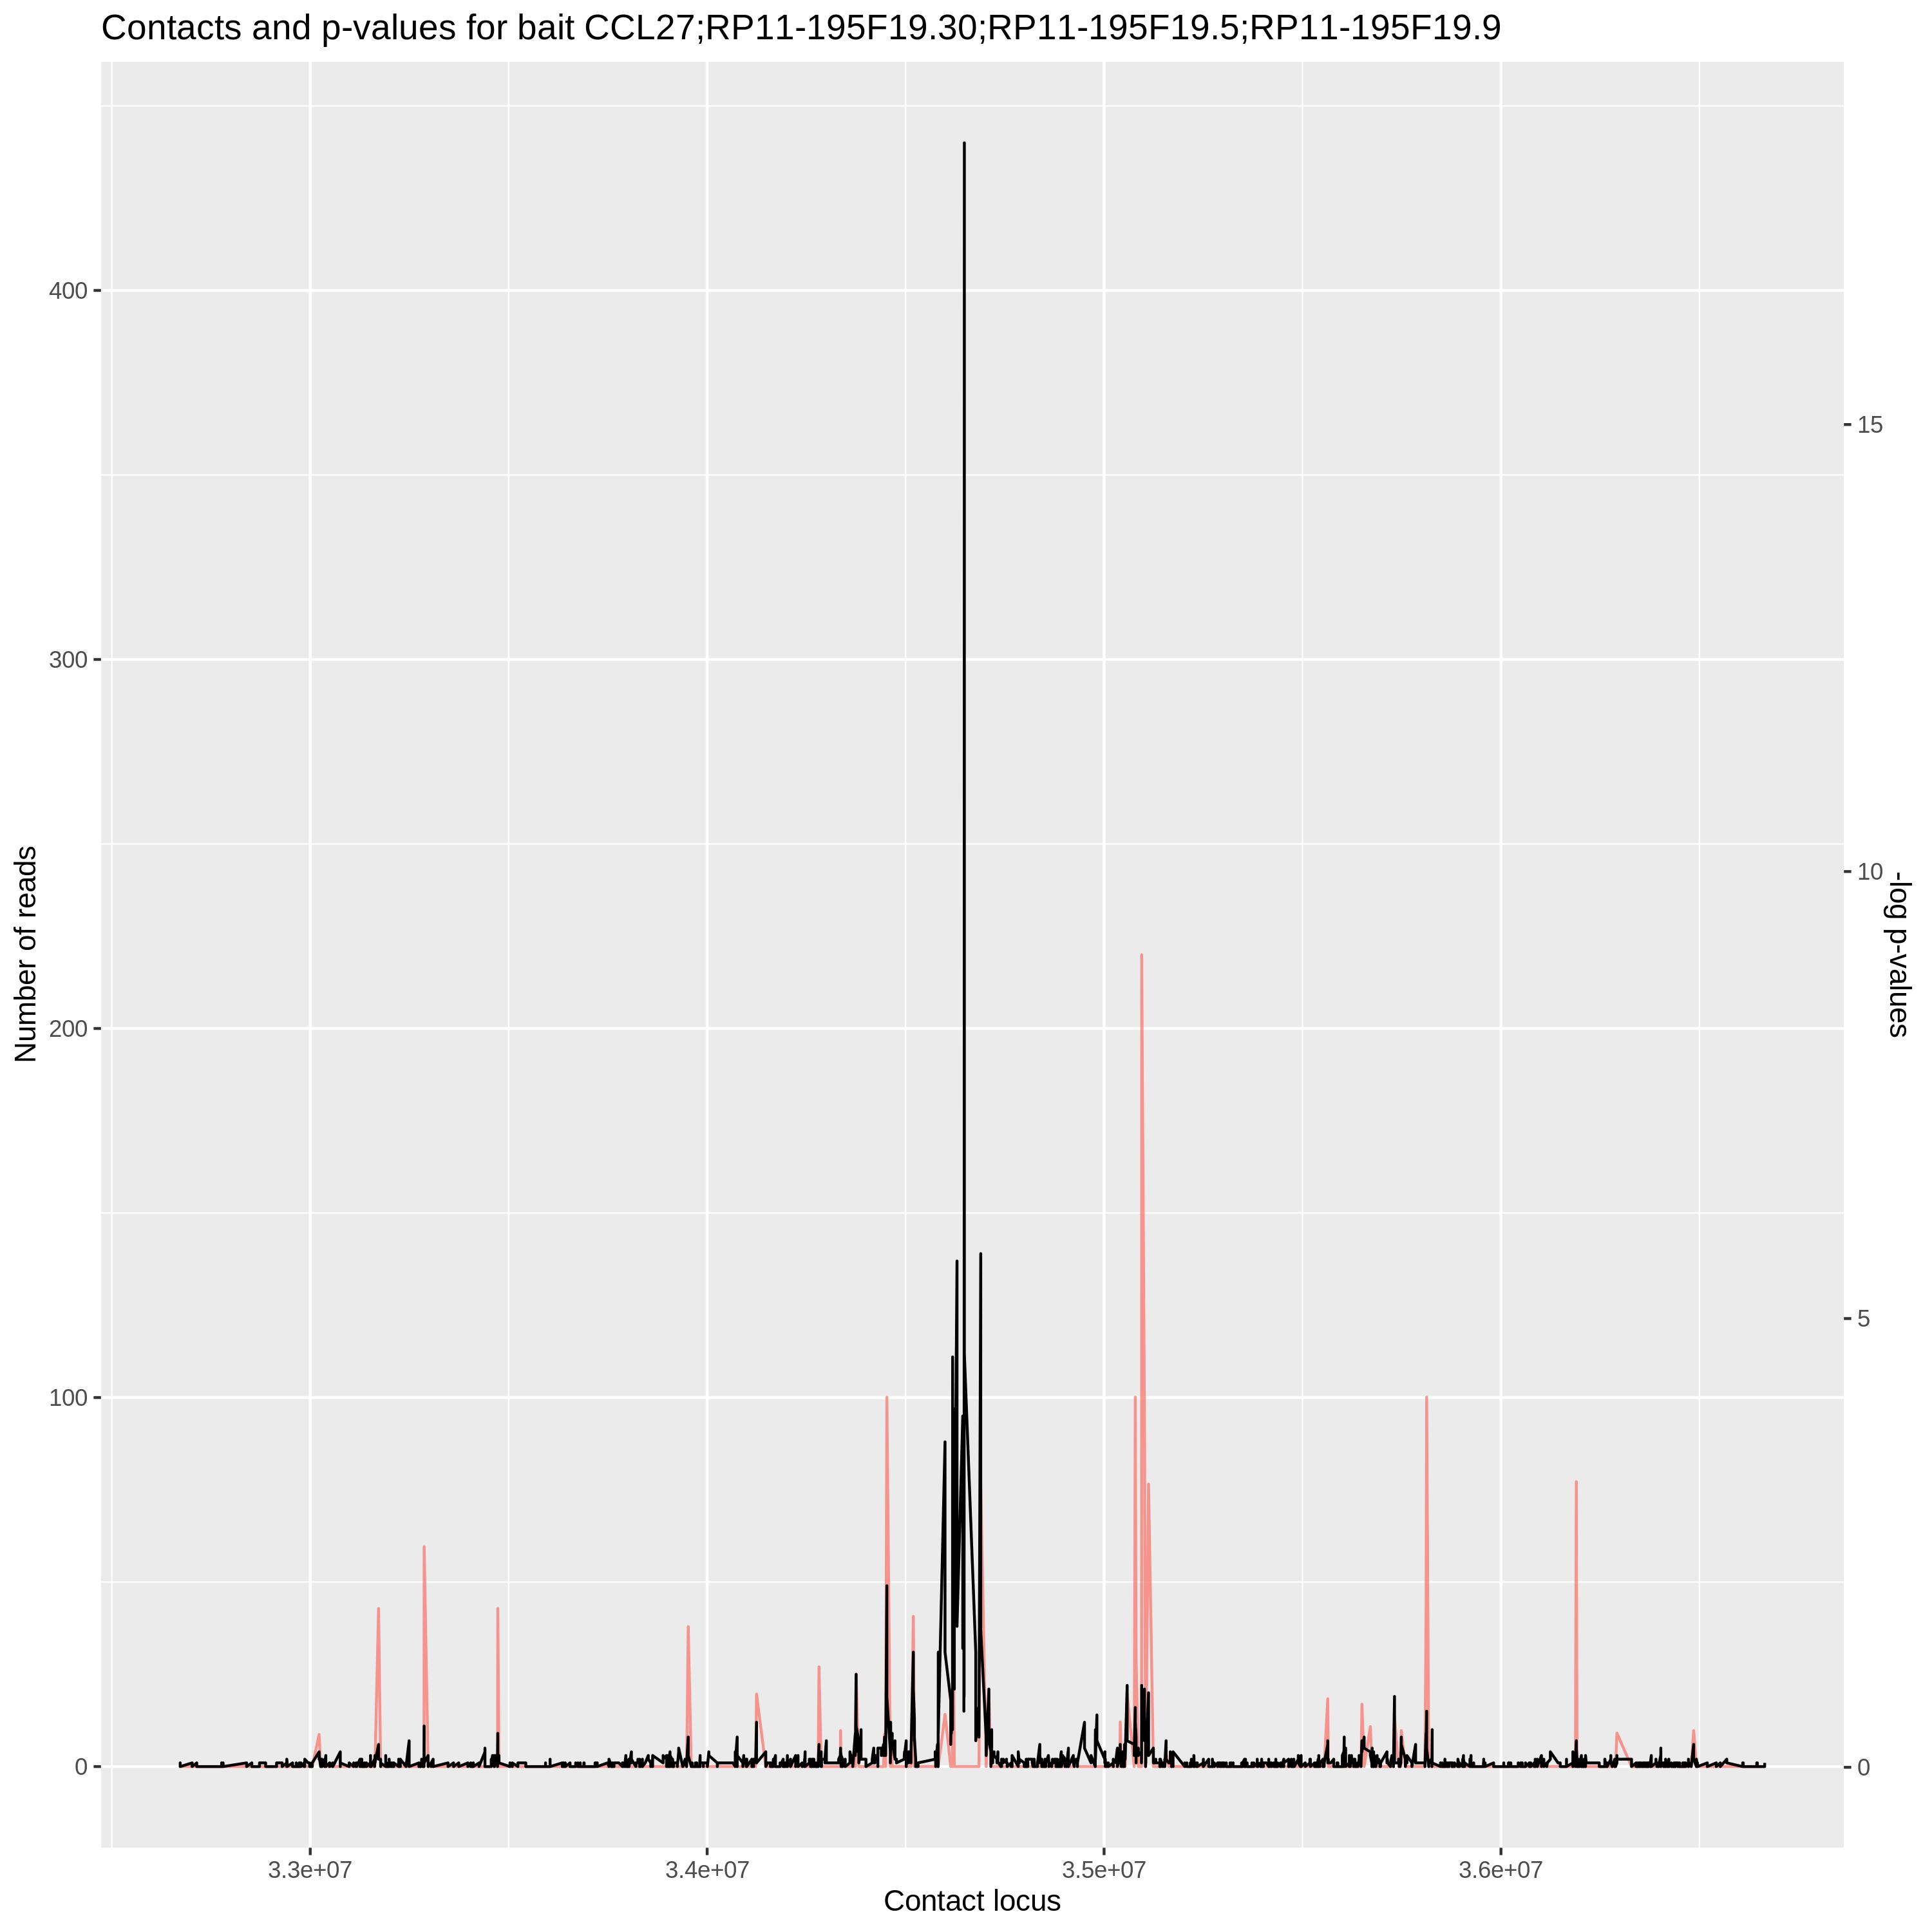 Contacts and p-values for bait CCL27;RP11-195F19.30;RP11-195F19.5;RP11-195F19.9
400
300
200
100
0
Number of reads
15
10
5
0
-log p-values
3.3e+07 3.4e+07 3.5e+07 3.6e+07
Contact locus